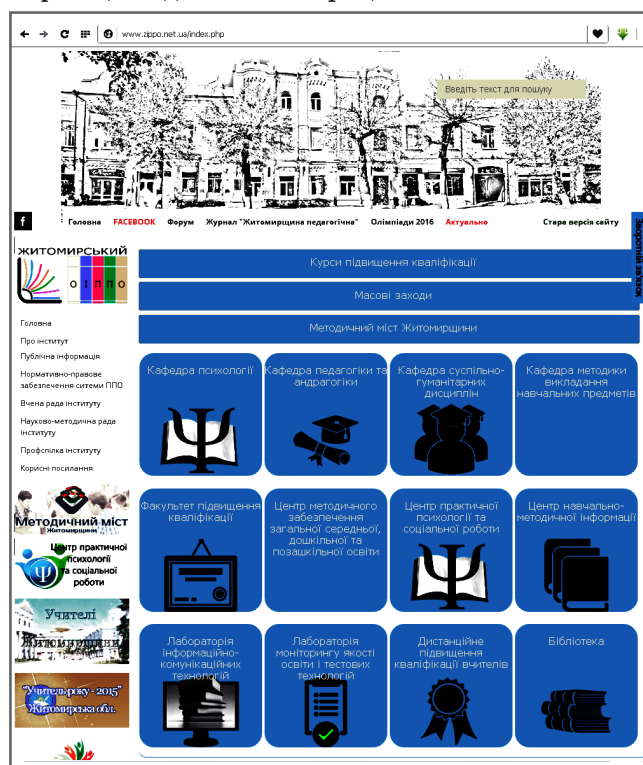 www.zippo.net.ua/index.php
Введіть текст для пошуку
Головна FACEBOOK Форум Журнал "Житомирщина педагогічна" Олімпіади 2016 Актуально Стара версія сайту
Зворотній зв'язок
ЖИТОМИРСЬКИЙ
ОІППО
Курси підвищення кваліфікації
Масові заходи
Методичний міст Житомирщини
Головна
Про інститут
Публічна інформація
Нормативно-правове
забезпечення ситеми ППО
Вчена рада інституту
Науково-методична рада
інституту
Профспілка інституту
Корисні посилання
Методичний міст
Житомирщини
Центр практичної
психології
та соціальної
роботи
Учителі
Житомирщини
"Учитель року - 2015"
Житомирська обл.
Кафедра психології
Кафедра педагогіки та
андрагогіки
Кафедра суспільно-
гуманітарних
дисциплін
Кафедра методики
викладання
навчальних предметів
Факультет підвищення
кваліфікації
Центр методичного
забезпечення
загальної середньої,
дошкільної та
позашкільної освіти
Центр практичної
психології та
соціальної роботи
Центр навчально-
методичної інформації
Лабораторія
інформаційно-
комунікаційних
технологій
Лабораторія
моніторингу якості
освіти і тестових
технологій
Дистанційне
підвищення
кваліфікації вчителів
Бібліотека